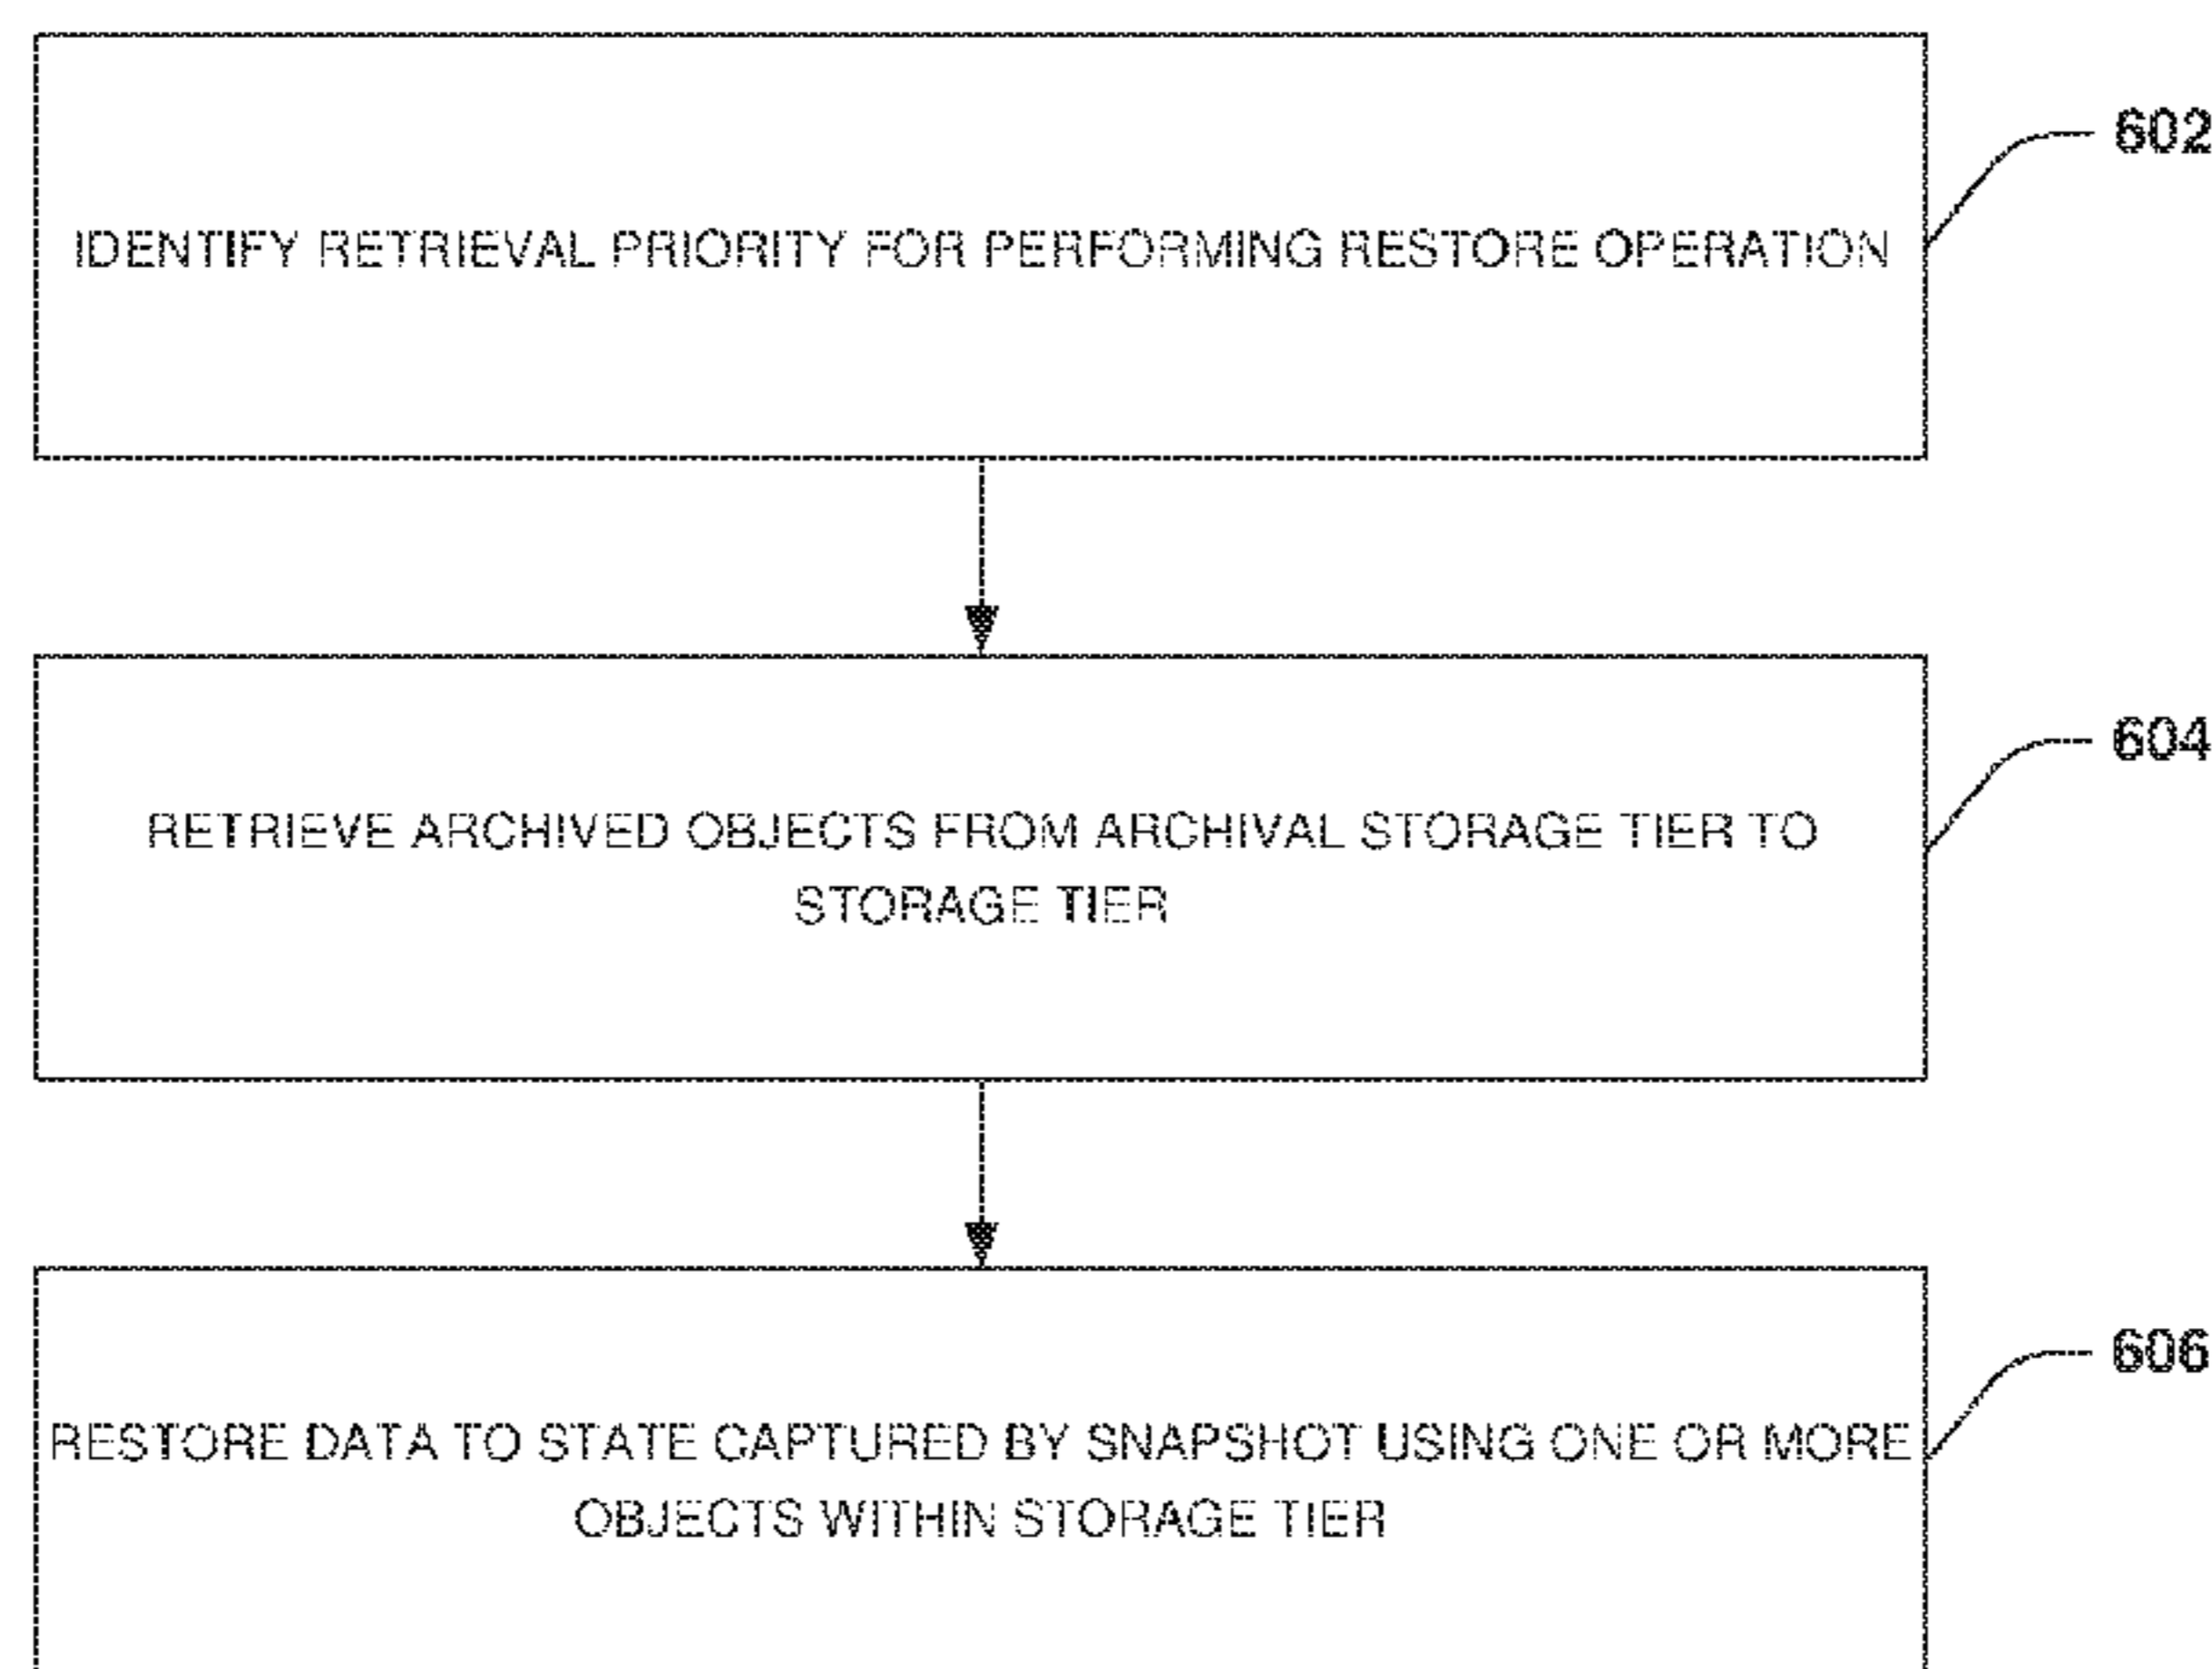 602
IDENTIFY RETRIEVAL PRIORITY FOR PERFORMING RESTORE OPERATION
604
RETRIEVE ARCHIVED OBJECTS FROM ARCHIVAL STORAGE TIER TO
STORAGE TIER
606
RESTORE DATA TO STATE CAPTURED BY SNAPSHOT USING ONE OR MORE
OBJECTS WITHIN STORAGE TIER